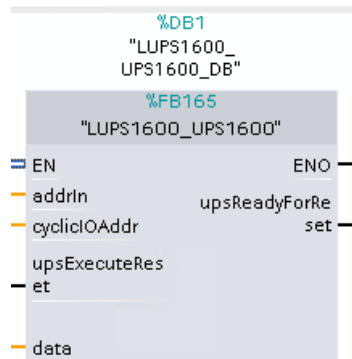 %DB1
"LUPS1600_
UPS1600_DB"
%FB165
"LUPS1600_UPS1600"
EN
ENO
addrIn
upsReadyForRe
set
cyclicIOAddr
upsExecuteRes
et
data